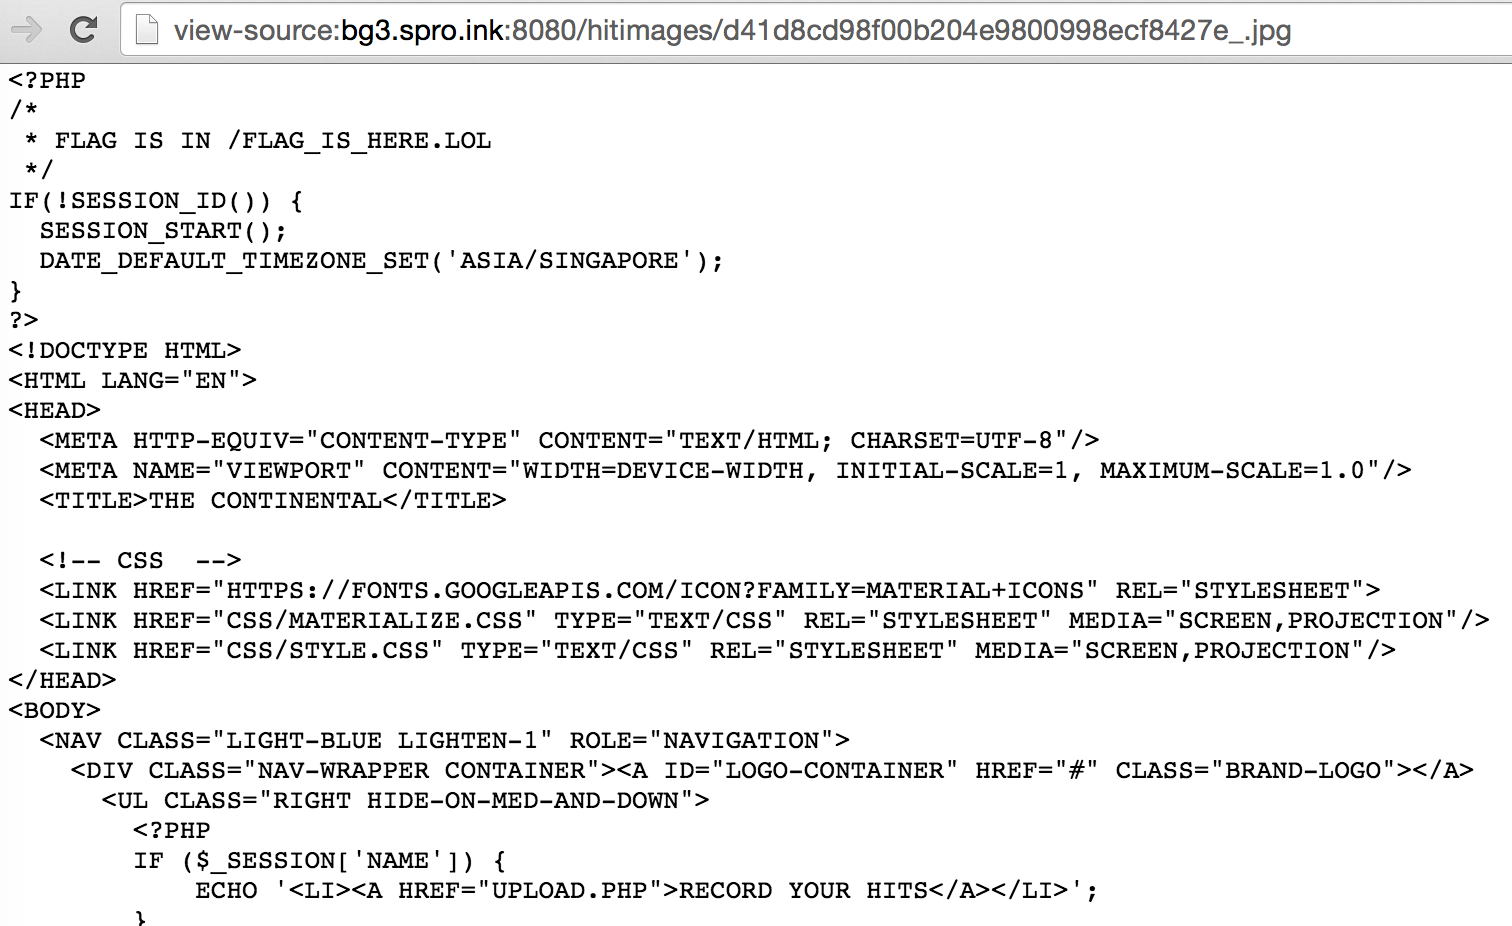 view-source:bg3.spro.ink:8080/hitimages/d41d8cd98f00b204e9800998ecf8427e_.jpg
<?PHP
/*
 * FLAG IS IN /FLAG_IS_HERE.LOL
 */
IF(!SESSION_ID()) {
  SESSION_START();
  DATE_DEFAULT_TIMEZONE_SET('ASIA/SINGAPORE');
}
?>
<!DOCTYPE HTML>
<HTML LANG="EN">
<HEAD>
  <META HTTP-EQUIV="CONTENT-TYPE" CONTENT="TEXT/HTML; CHARSET=UTF-8"/>
  <META NAME="VIEWPORT" CONTENT="WIDTH=DEVICE-WIDTH, INITIAL-SCALE=1, MAXIMUM-SCALE=1.0"/>
  <TITLE>THE CONTINENTAL</TITLE>

  <!-- CSS  -->
  <LINK HREF="HTTPS://FONTS.GOOGLEAPIS.COM/ICON?FAMILY=MATERIAL+ICONS" REL="STYLESHEET">
  <LINK HREF="CSS/MATERIALIZE.CSS" TYPE="TEXT/CSS" REL="STYLESHEET" MEDIA="SCREEN,PROJECTION"/>
  <LINK HREF="CSS/STYLE.CSS" TYPE="TEXT/CSS" REL="STYLESHEET" MEDIA="SCREEN,PROJECTION"/>
</HEAD>
<BODY>
  <NAV CLASS="LIGHT-BLUE LIGHTEN-1" ROLE="NAVIGATION">
    <DIV CLASS="NAV-WRAPPER CONTAINER"><A ID="LOGO-CONTAINER" HREF="#" CLASS="BRAND-LOGO"></A>
      <UL CLASS="RIGHT HIDE-ON-MED-AND-DOWN">
        <?PHP
        IF ($_SESSION['NAME']) {
            ECHO '<LI><A HREF="UPLOAD.PHP">RECORD YOUR HITS</A></LI>';
        }